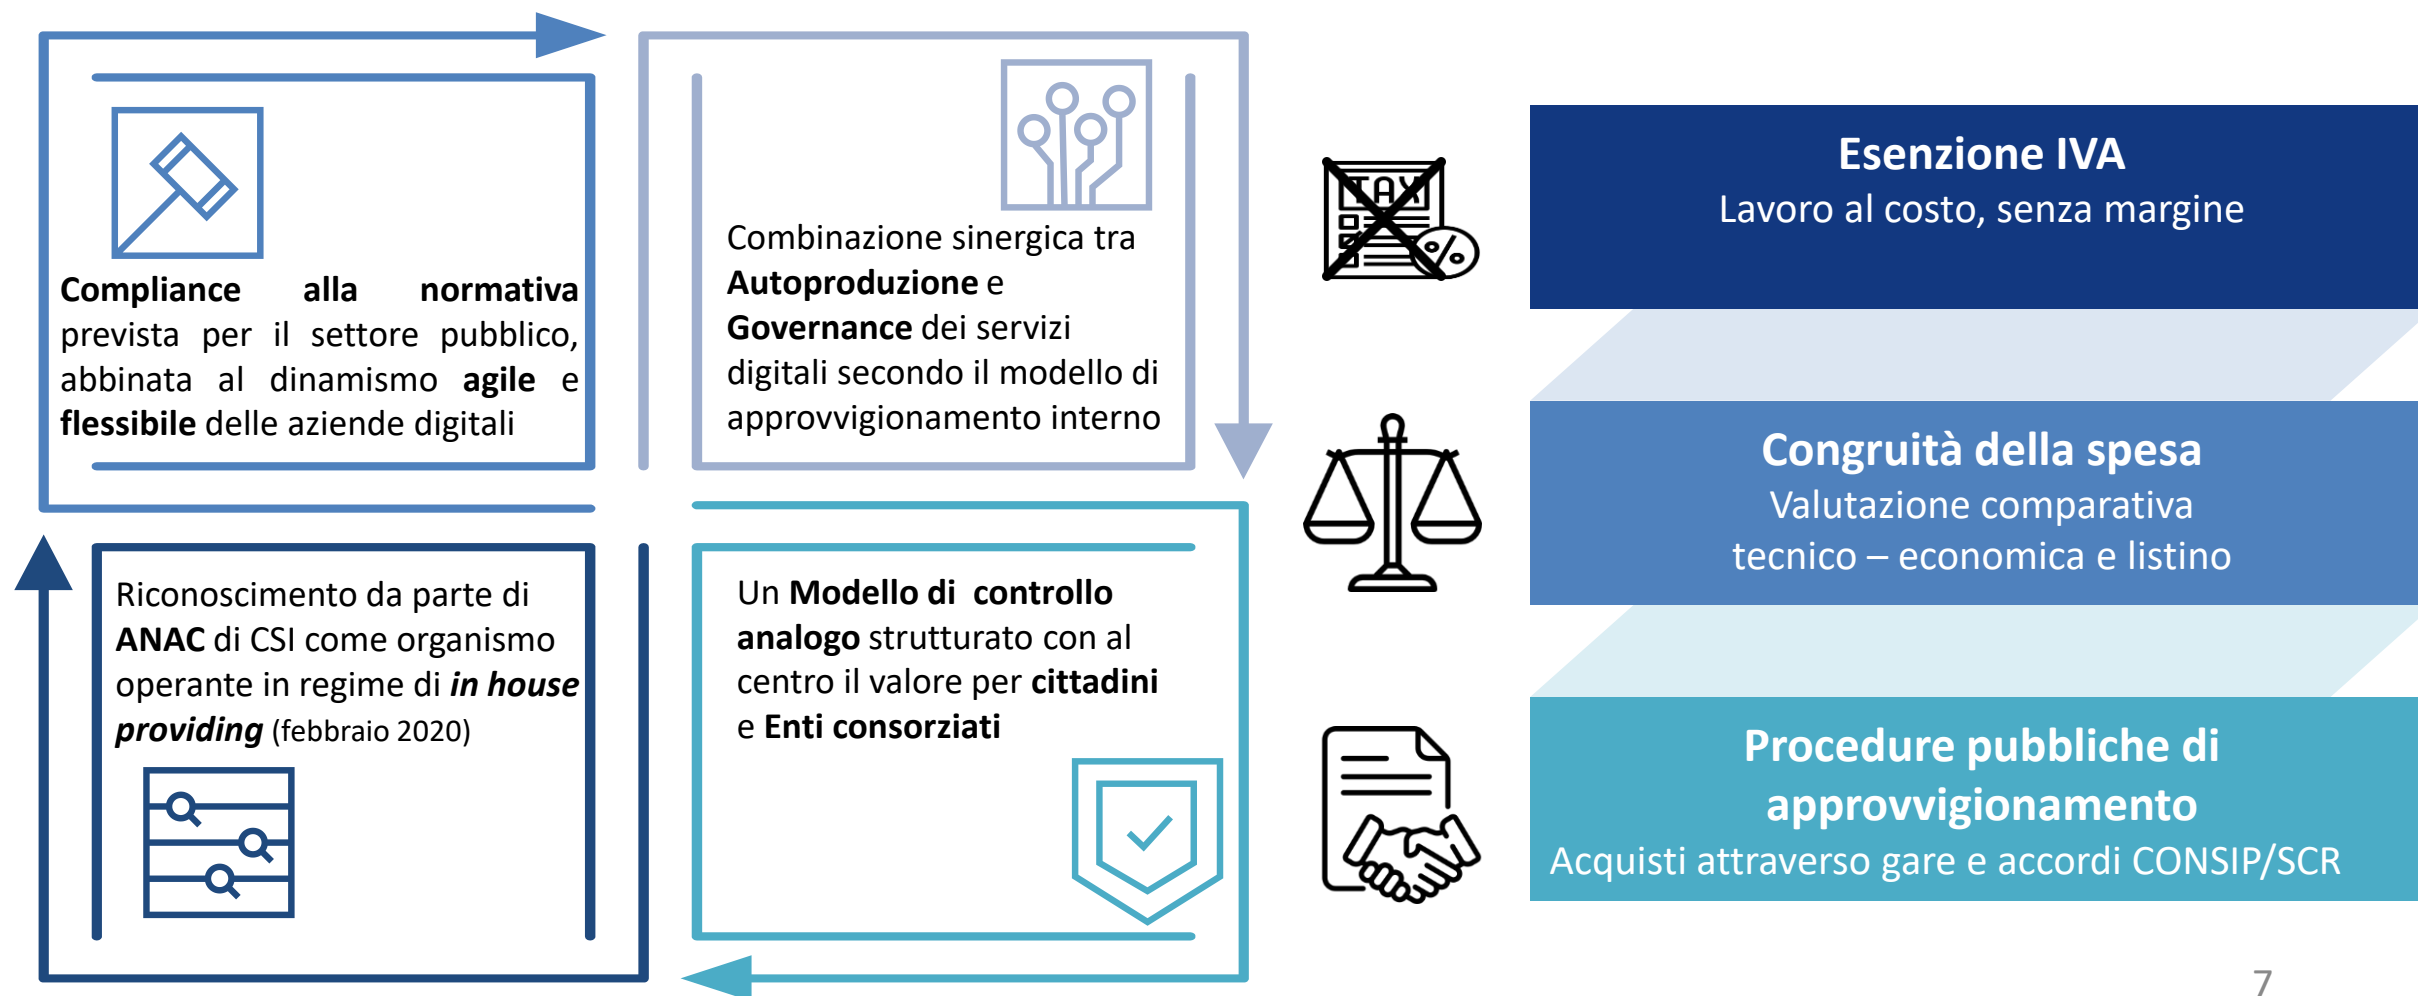 Compliance alla normativa
prevista per il settore pubblico,
abbinata al dinamismo agile e
flessibile delle aziende digitali
Combinazione sinergica tra
Autoproduzione e
Governance dei servizi
digitali secondo il modello di
approvvigionamento interno
Riconoscimento da parte di
ANAC di CSI come organismo
operante in regime di in house
providing (febbraio 2020)
Un Modello di controllo
analogo strutturato con al
centro il valore per cittadini
e Enti consorziati
TAX
%
Esenzione IVA
Lavoro al costo, senza margine
Congruità della spesa
Valutazione comparativa
tecnico – economica e listino
Procedure pubbliche di
approvvigionamento
Acquisti attraverso gare e accordi CONSIP/SCR
7